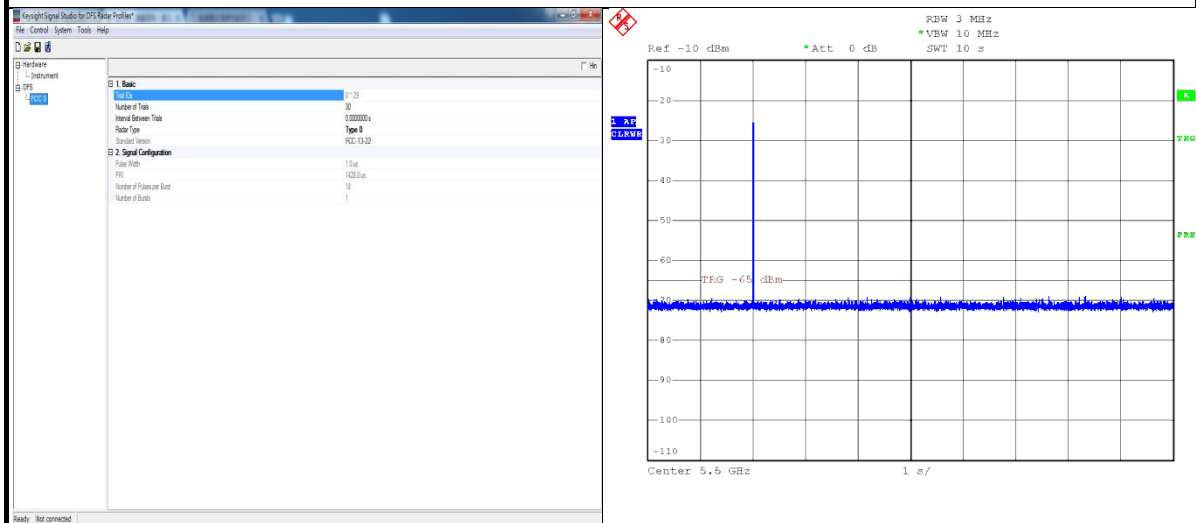 Keysight Signal Studio for DFS Radar Profiles*
File Control System Tools Help
Hardware
Instrument
DFS
FCC 0
Hin
1. Basic
Trial IDs 0 ~ 29
Number of Trials 30
Interval Between Trials 0.0000000 s
Radar Type Type 0
Standard Version FCC-13-22
2. Signal Configuration
Pulse Width 1.0 us
PRI 1428.0 us
Number of Pulses per Burst 18
Number of Bursts 1
Ready Not connected
R S
RBW 3 MHz
*VBW 10 MHz
Ref -10 dBm *Att 0 dB SWT 10 s
-10
-20
A
1 AP
CLRWR
-30
TRG
-40
-50
PRN
-60
TRG -65 dBm
-70
-80
-90
-100
-110
Center 5.5 GHz 1 s/